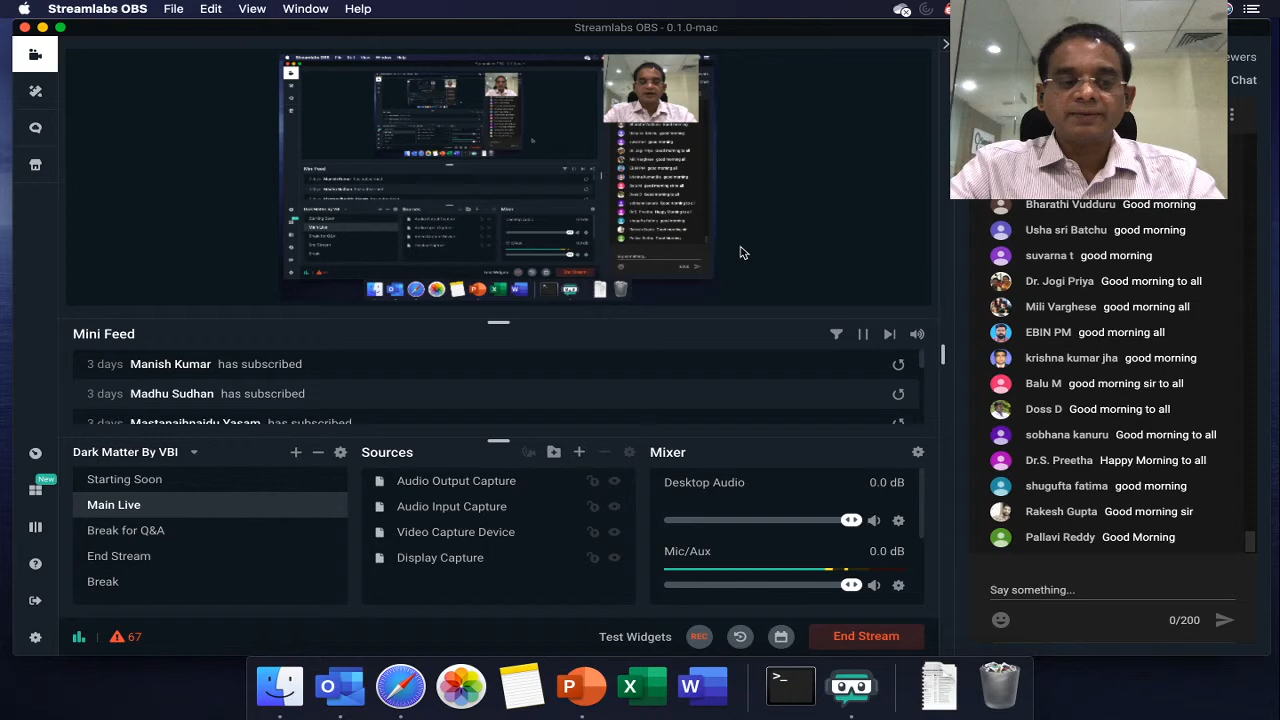 Streamlabs OBS File Edit View Window Help
Streamlabs OBS - 0.1.0-mac
Mini Feed
3 days Manish Kumar has subscribed
3 days Madhu Sudhan has subscribed
3 days Mastanaihnaidu Yasam has subscribed
Dark Matter By VBI
Starting Soon
Main Live
Break for Q&A
End Stream
Break
Sources
Audio Output Capture
Audio Input Capture
Video Capture Device
Display Capture
Mixer
Desktop Audio 0.0 dB
Mic/Aux 0.0 dB
New
67
Test Widgets REC End Stream
Chat
Bharathi Vudduru Good morning
Usha sri Batchu Good morning
suvarna t Good morning
Dr. Jogi Priya Good morning to all
Mili Varghese good morning all
EBIN PM good morning all
krishna kumar jha good morning
Balu M good morning sir to all
Doss D Good morning to all
sobhana kanuru Good morning to all
Dr.S. Preetha Happy Morning to all
shugufta fatima good morning
Rakesh Gupta Good morning sir
Pallavi Reddy Good Morning
Say something...
0/200